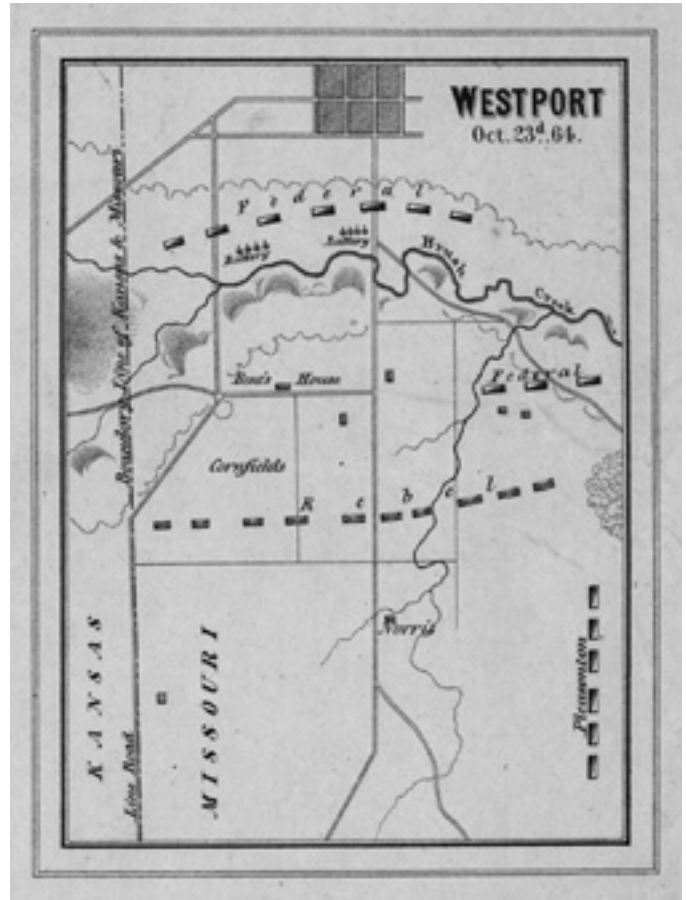 WESTPORT
Oct. 23d. 64.
Federal
Battery
Battery
Brush Creek
Boundary Line of Kansas & Missouri
Bent's House
Federal
Cornfields
Rebel
Norris
Pleasonton
KANSAS
MISSOURI
Line Road